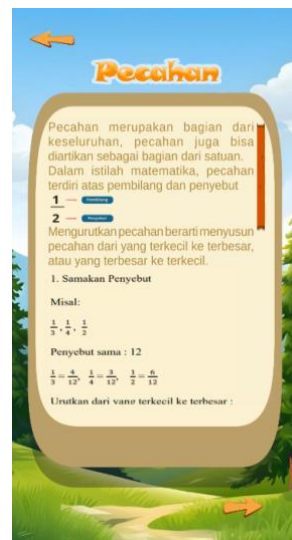 Pecahan
Pecahan merupakan bagian dari
keseluruhan, pecahan juga bisa
diartikan sebagai bagian dari satuan.
Dalam istilah matematika, pecahan
terdiri atas pembilang dan penyebut
1 — Pembilang
2 — Penyebut
Mengurutkan pecahan berarti menyusun
pecahan dari yang terkecil ke terbesar,
atau yang terbesar ke terkecil.
1. Samakan Penyebut
Misal:
1/3, 1/4, 1/2
Penyebut sama : 12
1/3 = 4/12, 1/4 = 3/12, 1/2 = 6/12
Urutkan dari yang terkecil ke terbesar :